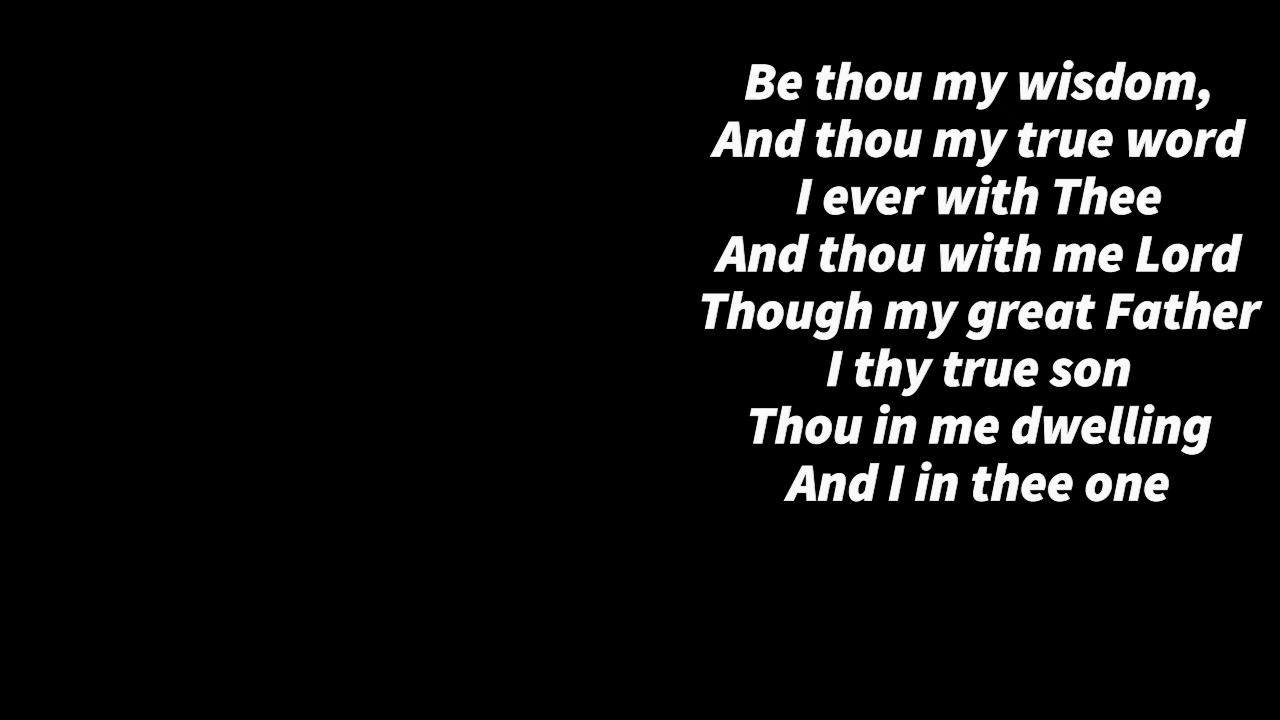 Be thou my wisdom,
And thou my true word
I ever with Thee
And thou with me Lord
Though my great Father
I thy true son
Thou in me dwelling
And I in thee one